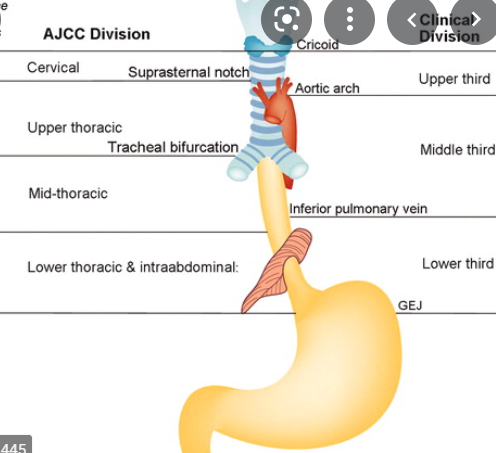 AJCC Division
Clinical
Division
Cricoid
Cervical
Suprasternal notch
Upper third
Aortic arch
Upper thoracic
Tracheal bifurcation
Middle third
Mid-thoracic
Inferior pulmonary vein
Lower thoracic & intraabdominal:
Lower third
GEJ
445